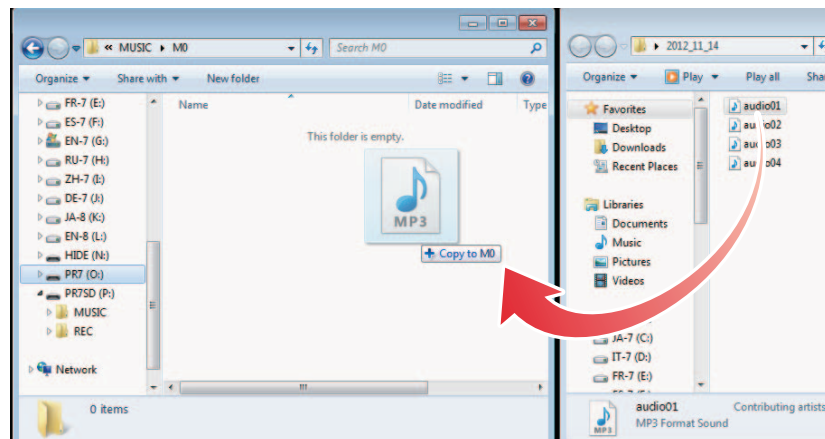 « MUSIC ▸ M0
Search M0
Organize ▾ Share with ▾ New folder
FR-7 (E:)
ES-7 (F:)
EN-7 (G:)
RU-7 (H:)
ZH-7 (I:)
DE-7 (J:)
JA-8 (K:)
EN-8 (L:)
HIDE (N:)
PR7 (O:)
PR7SD (P:)
MUSIC
REC
Network
Name Date modified Type
This folder is empty.
MP3
Copy to M0
0 items
▸ 2012_11_14
Organize ▾ Play ▾ Play all Shar
Favorites
Desktop
Downloads
Recent Places
Libraries
Documents
Music
Pictures
Videos
JA-7 (C:)
IT-7 (D:)
FR-7 (E:)
audio01
audio02
audio03
audio04
audio01 Contributing artists
MP3 Format Sound
MP3